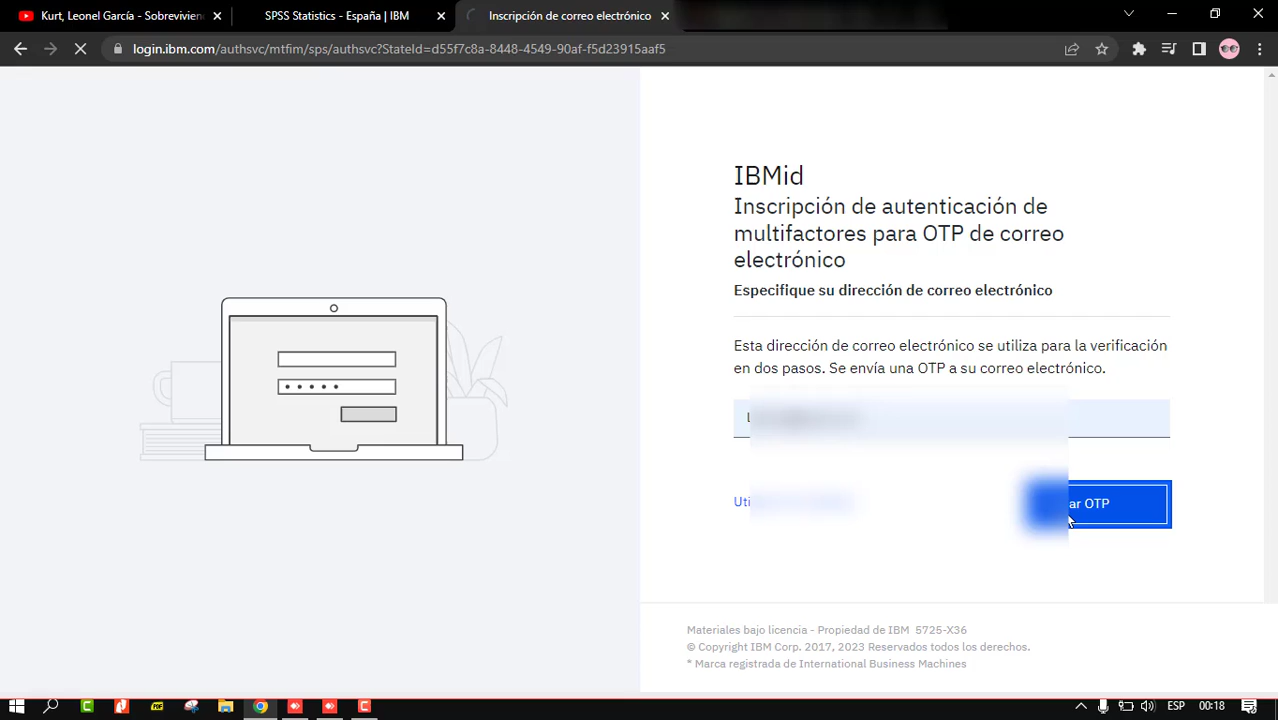 Kurt, Leonel García - Sobrevivien
SPSS Statistics - España | IBM
Inscripción de correo electrónico
login.ibm.com/authsvc/mtfim/sps/authsvc?StateId=d55f7c8a-8448-4549-90af-f5d23915aaf5
IBMid
Inscripción de autenticación de
multifactores para OTP de correo
electrónico
Especifique su dirección de correo electrónico
Esta dirección de correo electrónico se utiliza para la verificación
en dos pasos. Se envía una OTP a su correo electrónico.
OTP
Materiales bajo licencia - Propiedad de IBM 5725-X36
© Copyright IBM Corp. 2017, 2023 Reservados todos los derechos.
* Marca registrada de International Business Machines
ESP
00:18